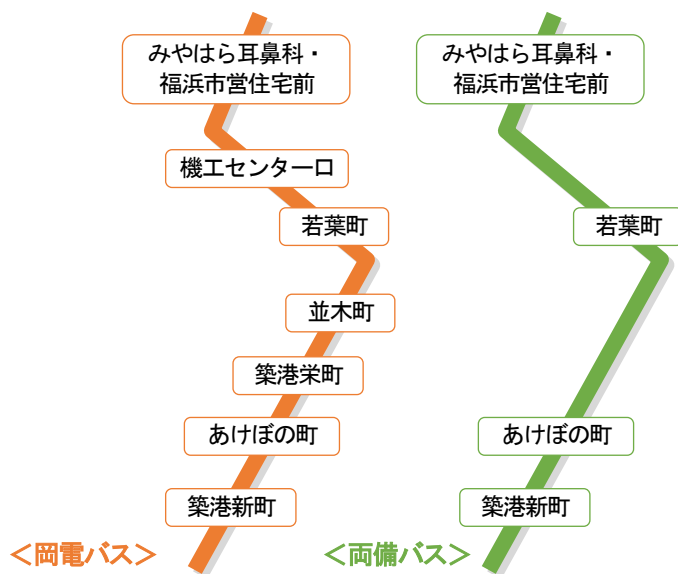 みやはら耳鼻科・
福浜市営住宅前
機工センター口
若葉町
並木町
築港栄町
あけぼの町
築港新町
＜岡電バス＞
みやはら耳鼻科・
福浜市営住宅前
若葉町
あけぼの町
築港新町
＜両備バス＞